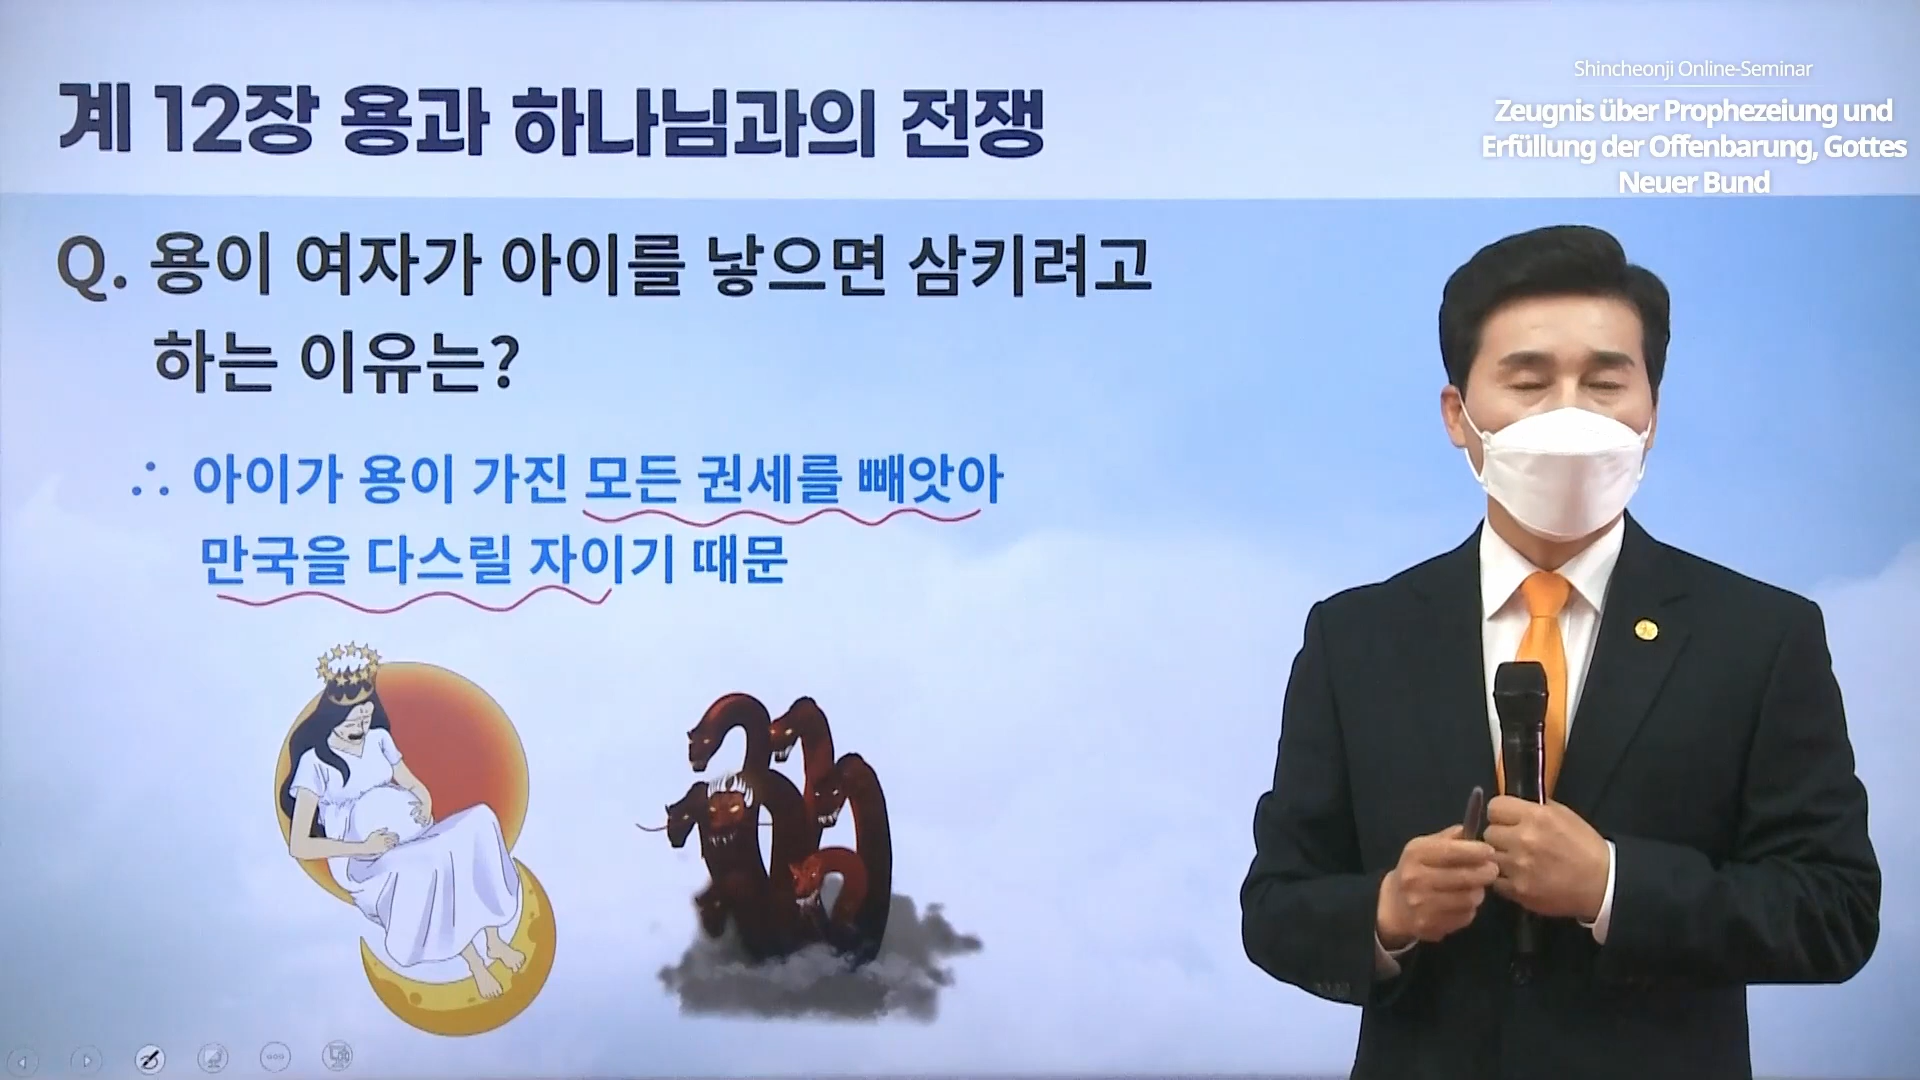 계 12장 용과 하나님과의 전쟁
Shincheonji Online-Seminar
Zeugnis über Prophezeiung und
Erfüllung der Offenbarung, Gottes
Neuer Bund
Q. 용이 여자가 아이를 낳으면 삼키려고
하는 이유는?
∴ 아이가 용이 가진 모든 권세를 빼앗아
만국을 다스릴 자이기 때문